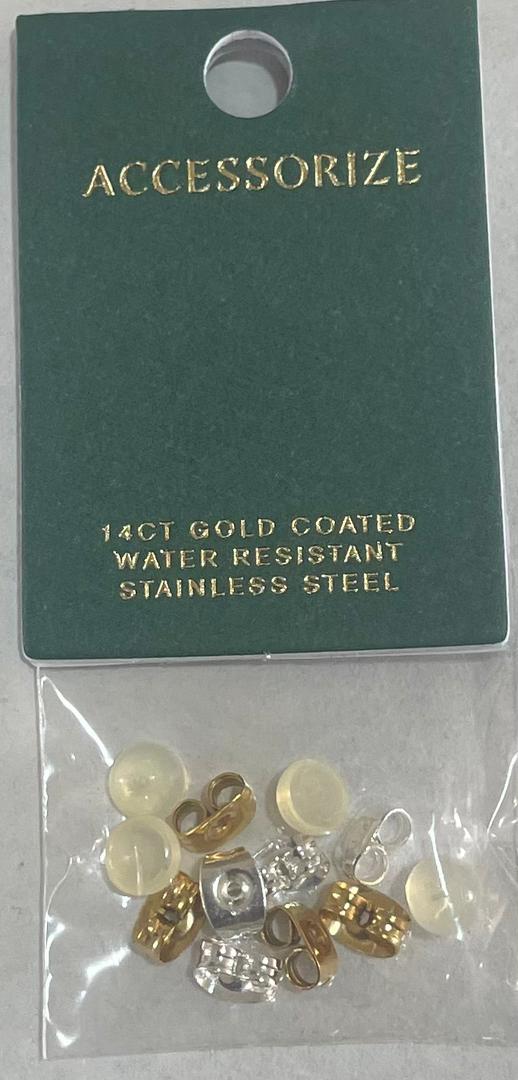 ACCESSORIZE
14CT GOLD COATED
WATER RESISTANT
STAINLESS STEEL